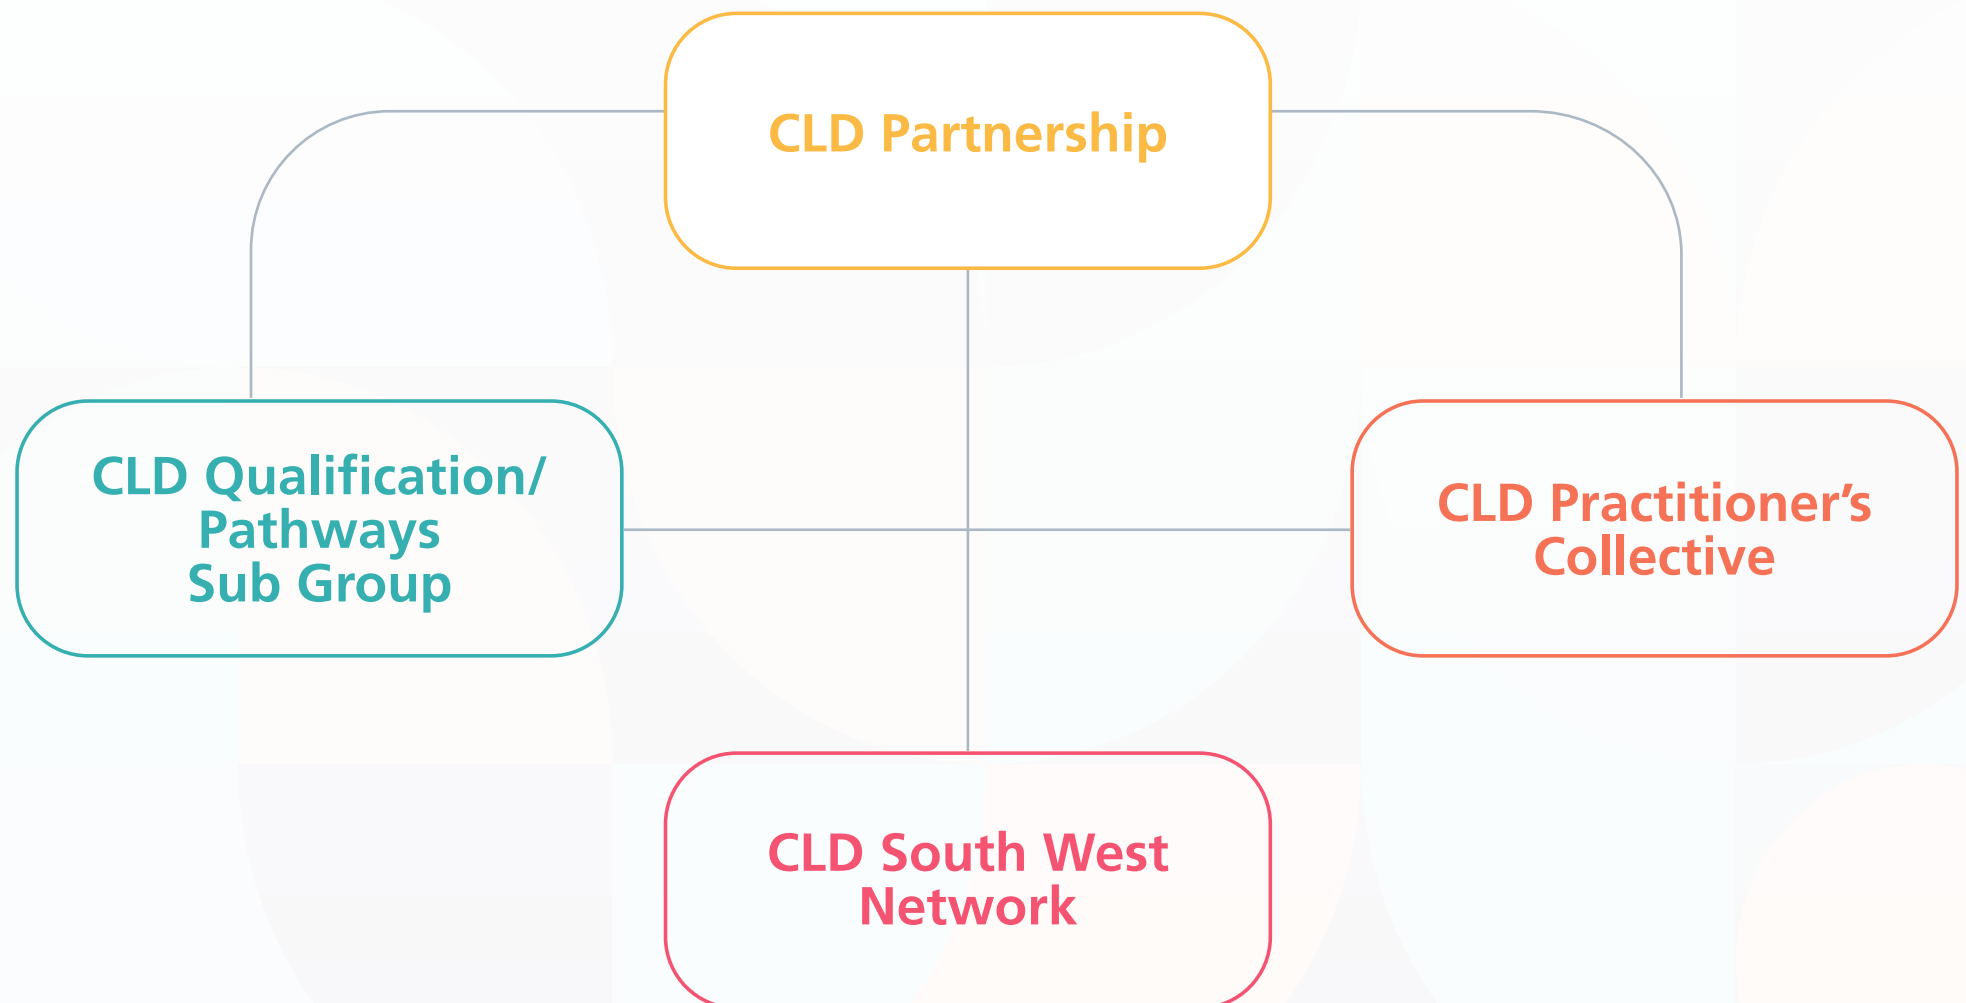 CLD Partnership
CLD Qualification/
Pathways
Sub Group
CLD Practitioner’s
Collective
CLD South West
Network